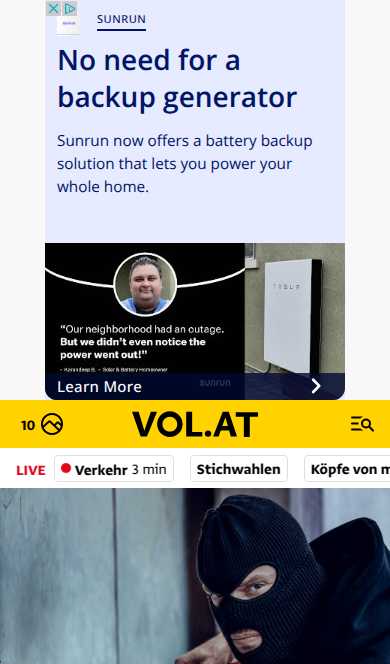 SUNRUN
No need for a
backup generator
Sunrun now offers a battery backup
solution that lets you power your
whole home.
TESLA
“Our neighborhood had an outage.
But we didn’t even notice the
power went out!”
- Karandeep B. - Solar & Battery Homeowner
Learn More
sunrun
10
VOL.AT
LIVE
Verkehr 3 min
Stichwahlen
Köpfe von m